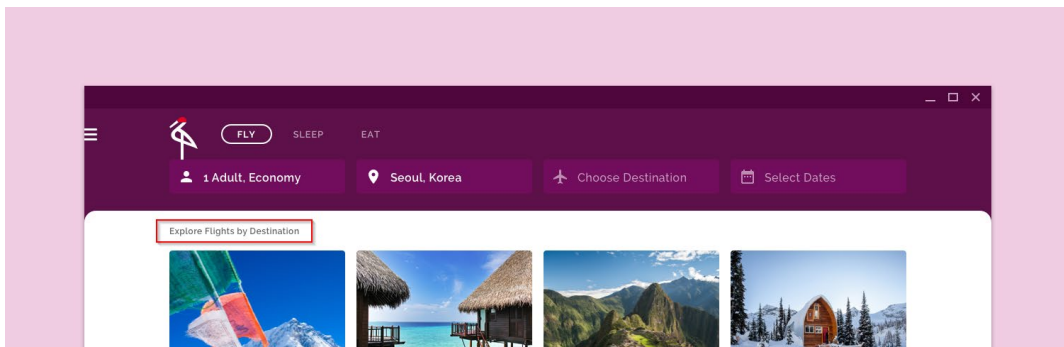 FLY SLEEP EAT
1 Adult, Economy Seoul, Korea Choose Destination Select Dates
Explore Flights by Destination